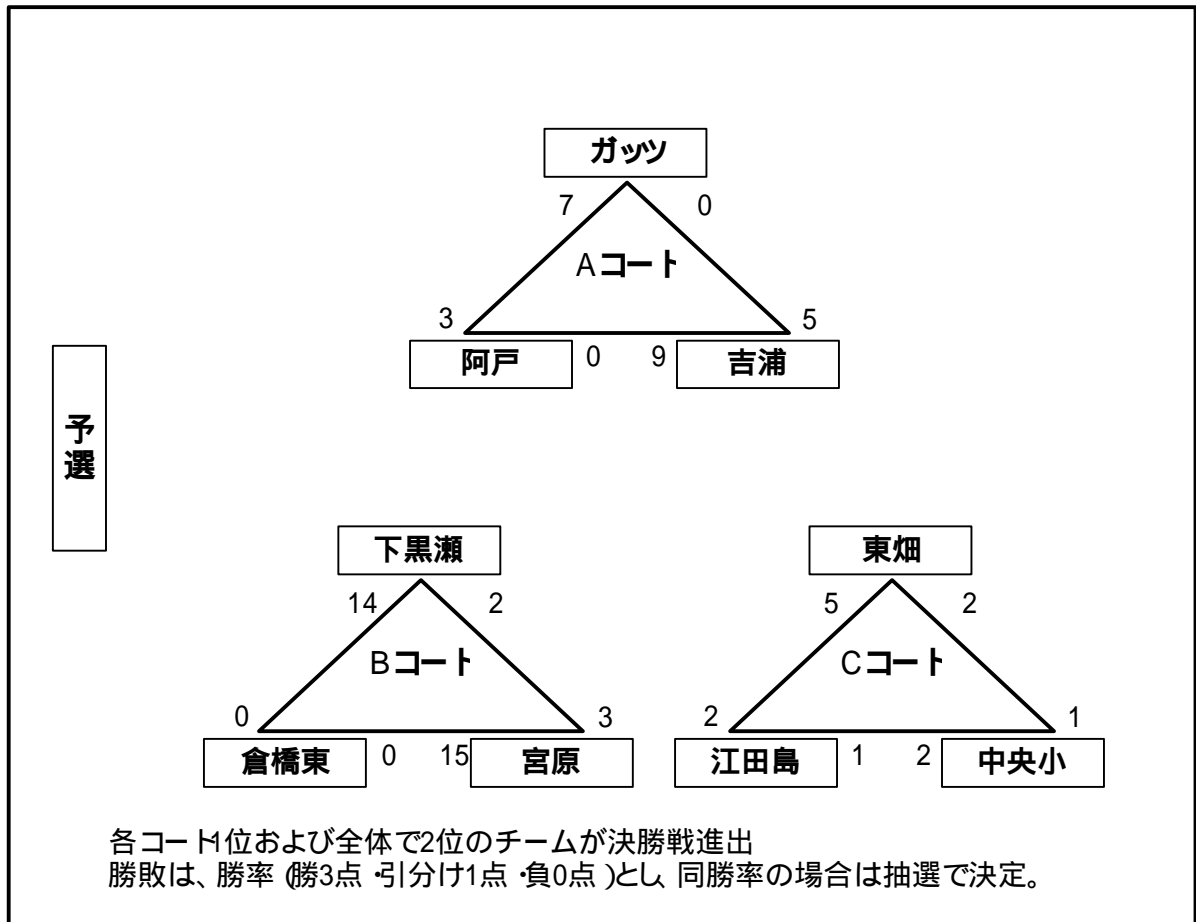 ガッツ
7 0
Aコート
3 5
阿戸 0 9 吉浦
予選
下黒瀬 東畑
14 2 5 2
Bコート Cコート
0 3 2 1
倉橋東 0 15 宮原 江田島 1 2 中央小
各コート1位および全体で2位のチームが決勝戦進出
勝敗は、勝率(勝3点・引分け1点・負0点)とし、同勝率の場合は抽選で決定。